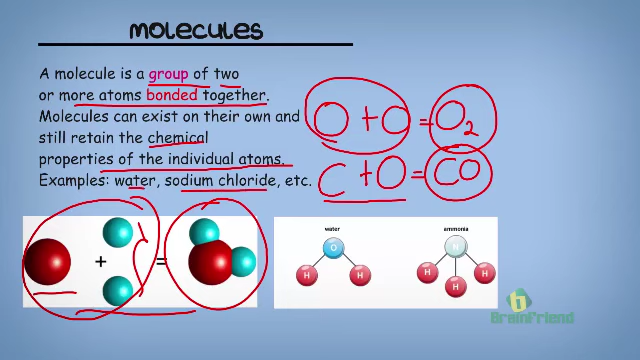 molecules
A molecule is a group of two
or more atoms bonded together.
Molecules can exist on their own and
still retain the chemical
properties of the individual atoms.
Examples: water, sodium chloride, etc.
O + O = O2
C + O = CO
+ =
water
O
H H
ammonia
N
H H H
Brainfriend